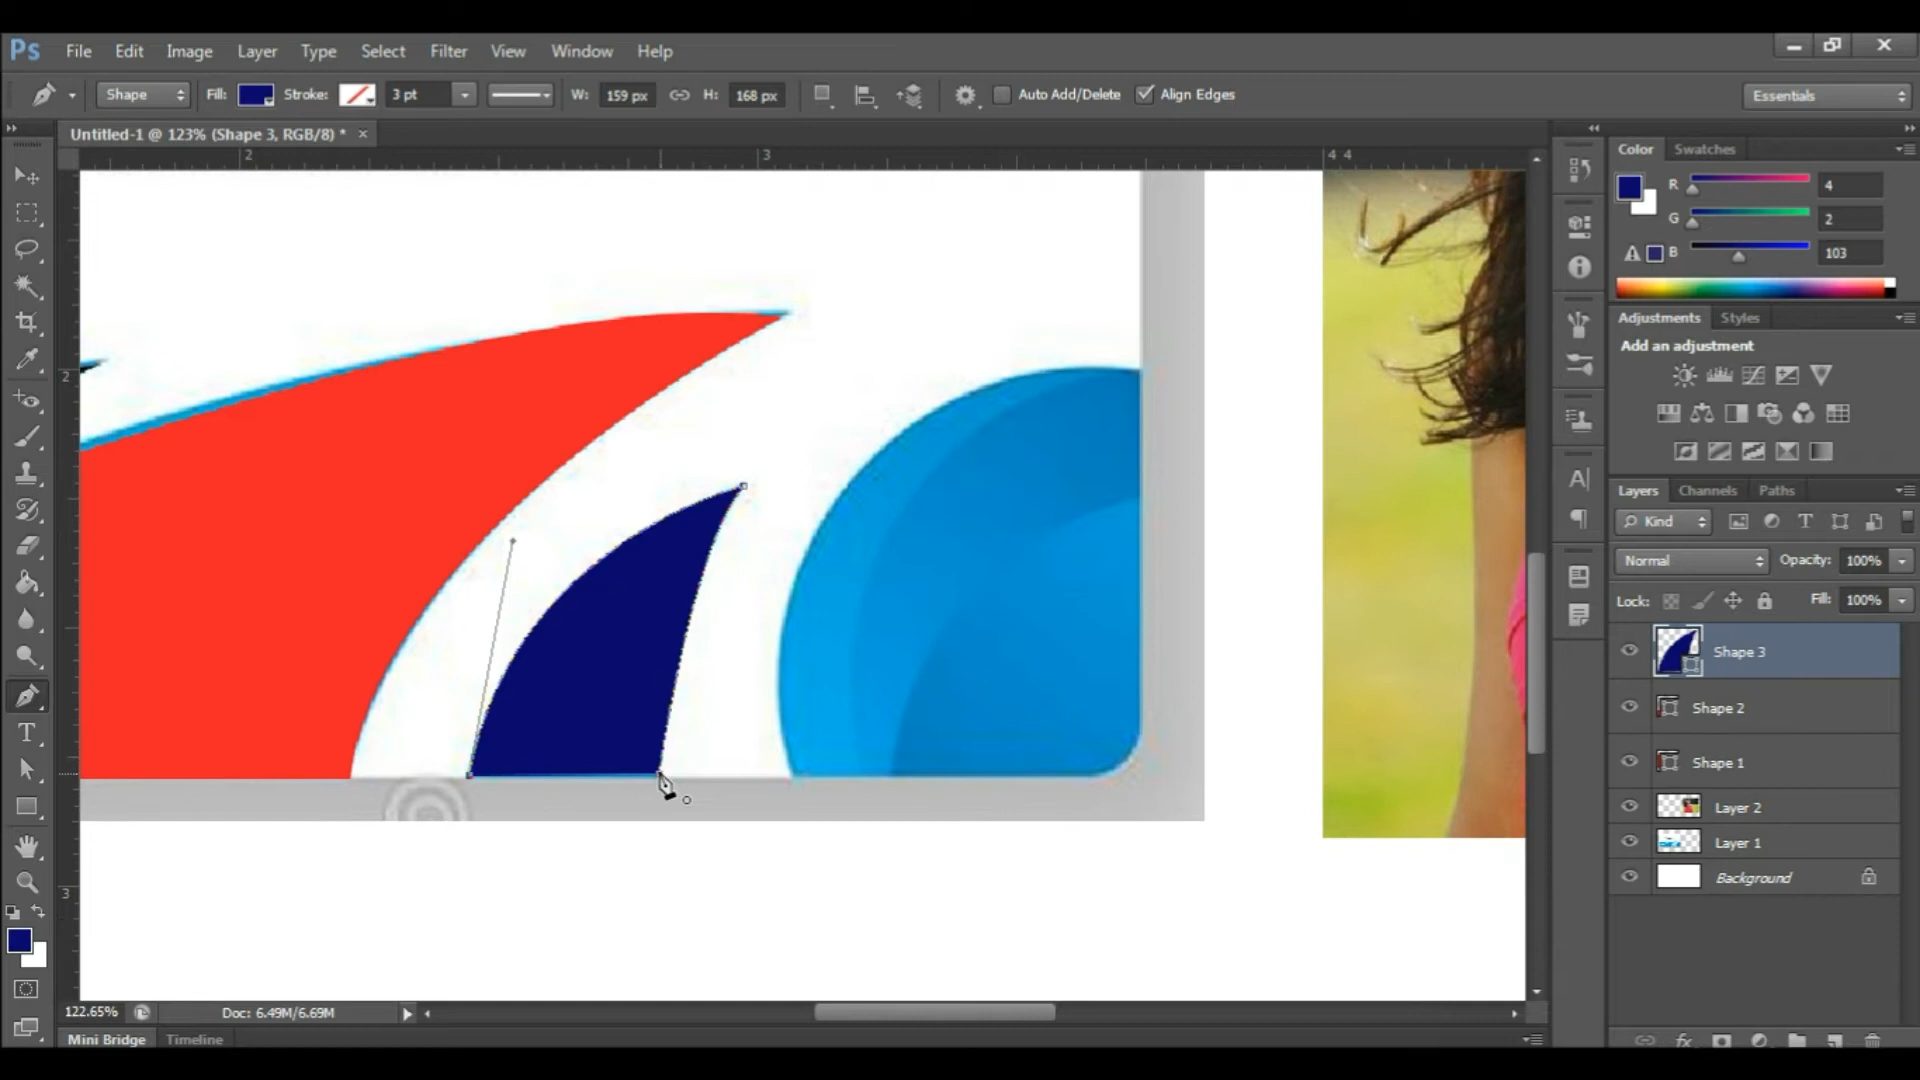 Ps File Edit Image Layer Type Select Filter View Window Help
Shape Fill: Stroke: 3 pt W: 159 px H: 168 px Auto Add/Delete Align Edges Essentials
Untitled-1 @ 123% (Shape 3, RGB/8) * ×
2 3 4 4
2
3
Color Swatches
R 4
G 2
B 103
Adjustments Styles
Add an adjustment
Layers Channels Paths
Kind
Normal Opacity: 100%
Lock: Fill: 100%
Shape 3
Shape 2
Shape 1
Layer 2
Layer 1
Background
122.65% Doc: 6.49M/6.69M
Mini Bridge Timeline